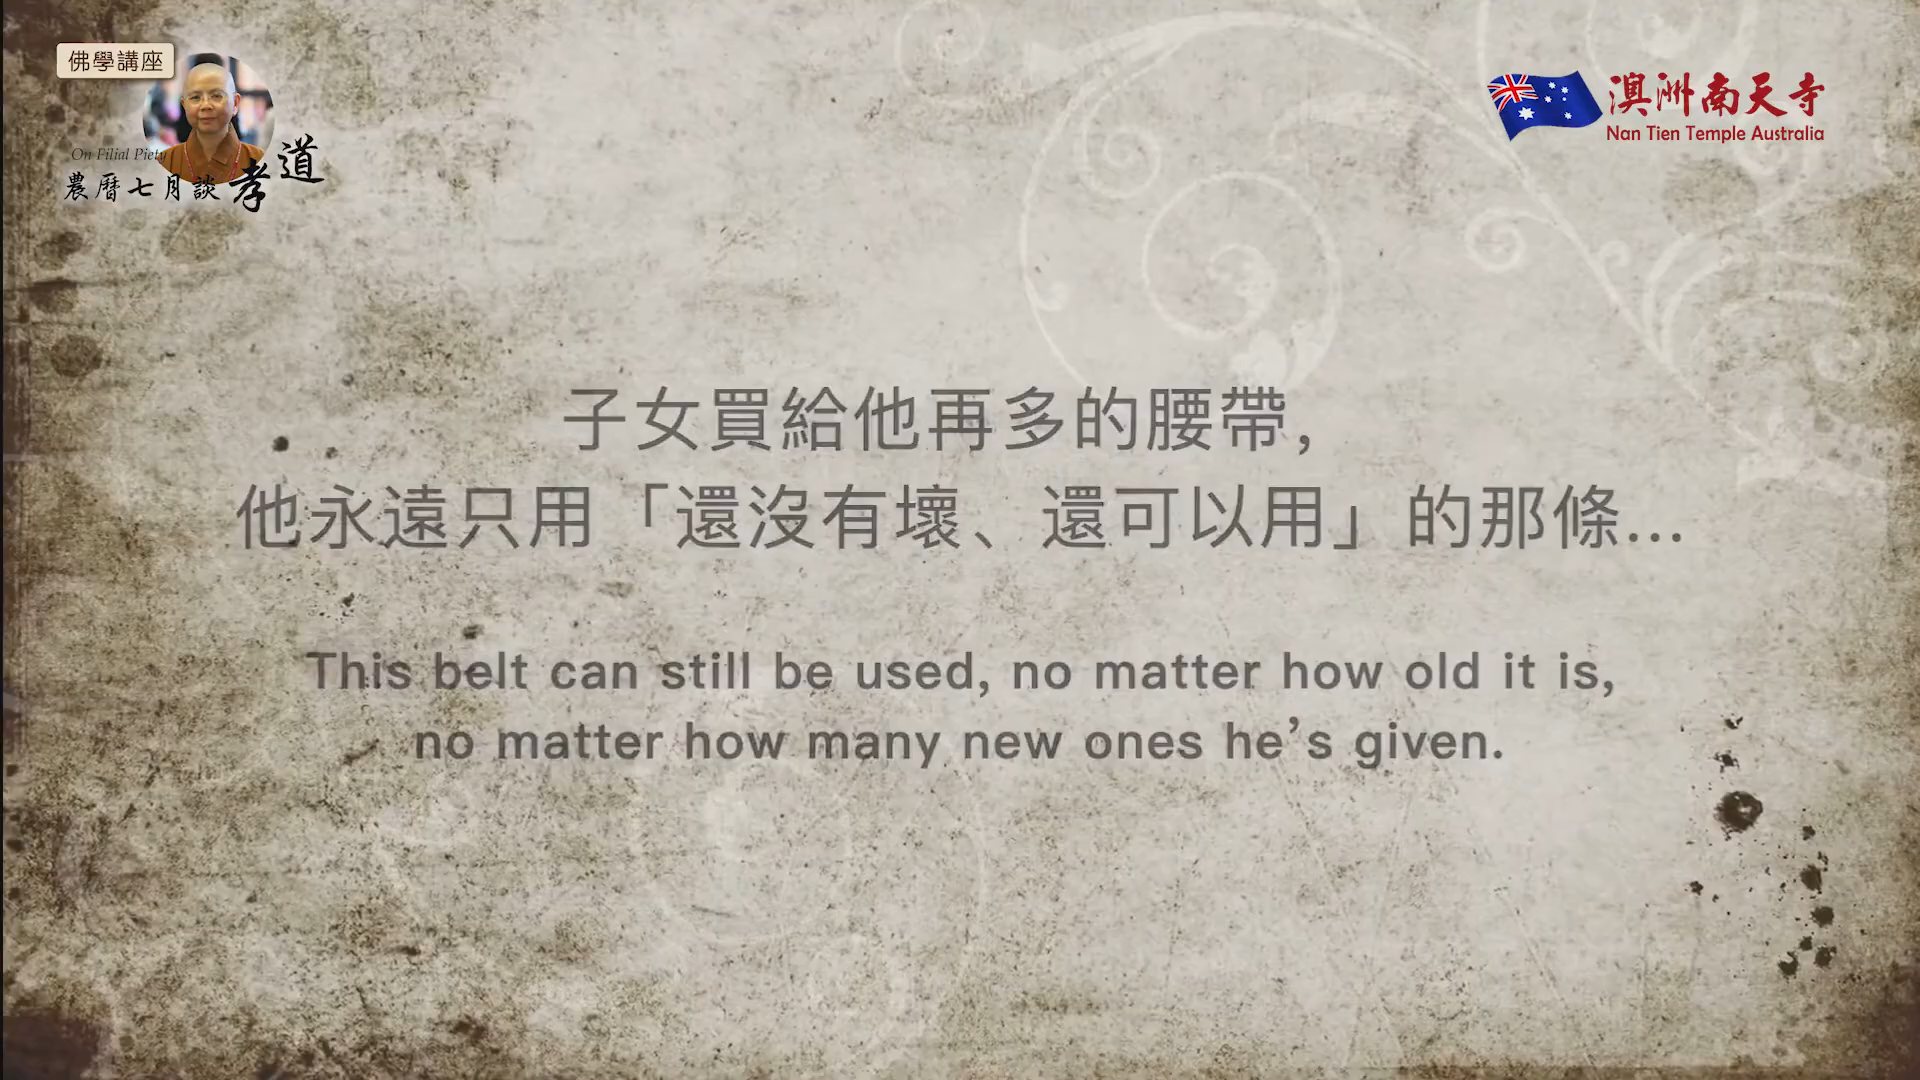 佛學講座
On Filial Piety
農曆七月談孝道
澳洲南天寺
Nan Tien Temple Australia
子女買給他再多的腰帶,
他永遠只用「還沒有壞、還可以用」的那條...
This belt can still be used, no matter how old it is,
no matter how many new ones he's given.